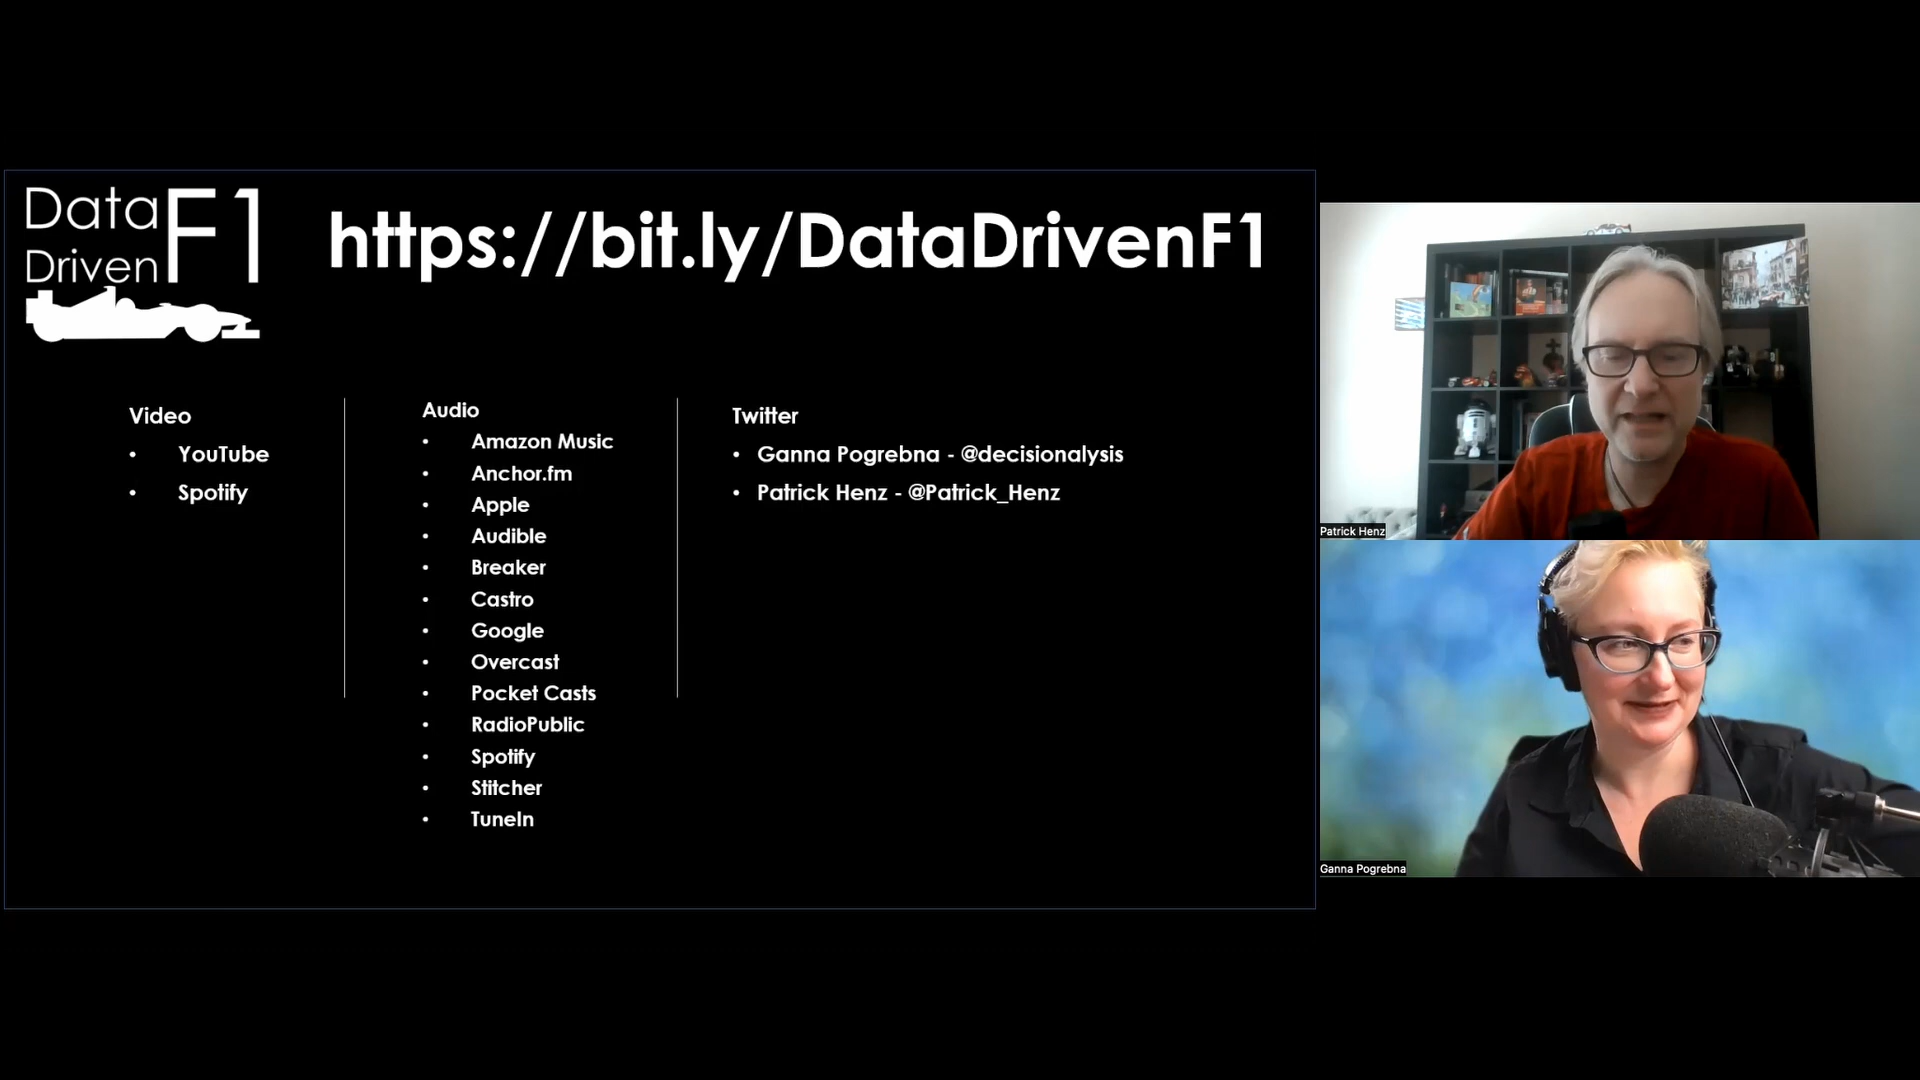 Data
Driven
F1
https://bit.ly/DataDrivenF1
Video
• YouTube
• Spotify
Audio
• Amazon Music
• Anchor.fm
• Apple
• Audible
• Breaker
• Castro
• Google
• Overcast
• Pocket Casts
• RadioPublic
• Spotify
• Stitcher
• TuneIn
Twitter
• Ganna Pogrebna - @decisionalysis
• Patrick Henz - @Patrick_Henz
Patrick Henz
Ganna Pogrebna